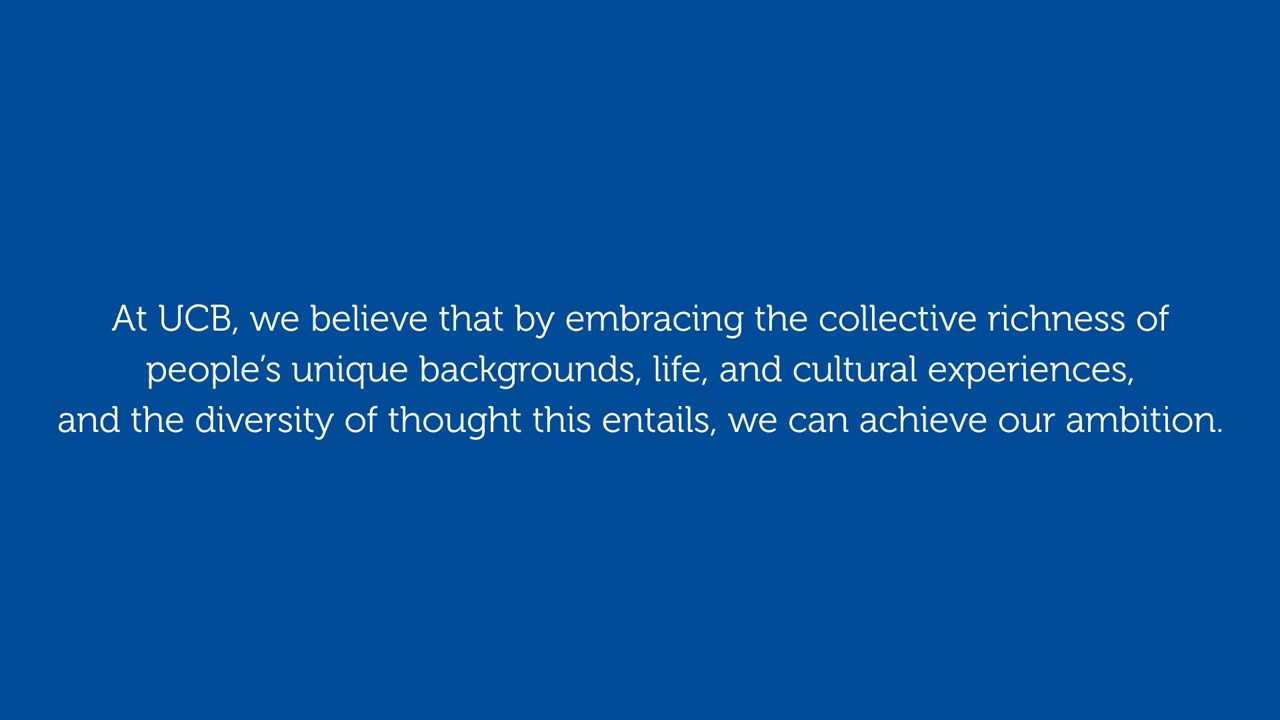 At UCB, we believe that by embracing the collective richness of
people’s unique backgrounds, life, and cultural experiences,
and the diversity of thought this entails, we can achieve our ambition.